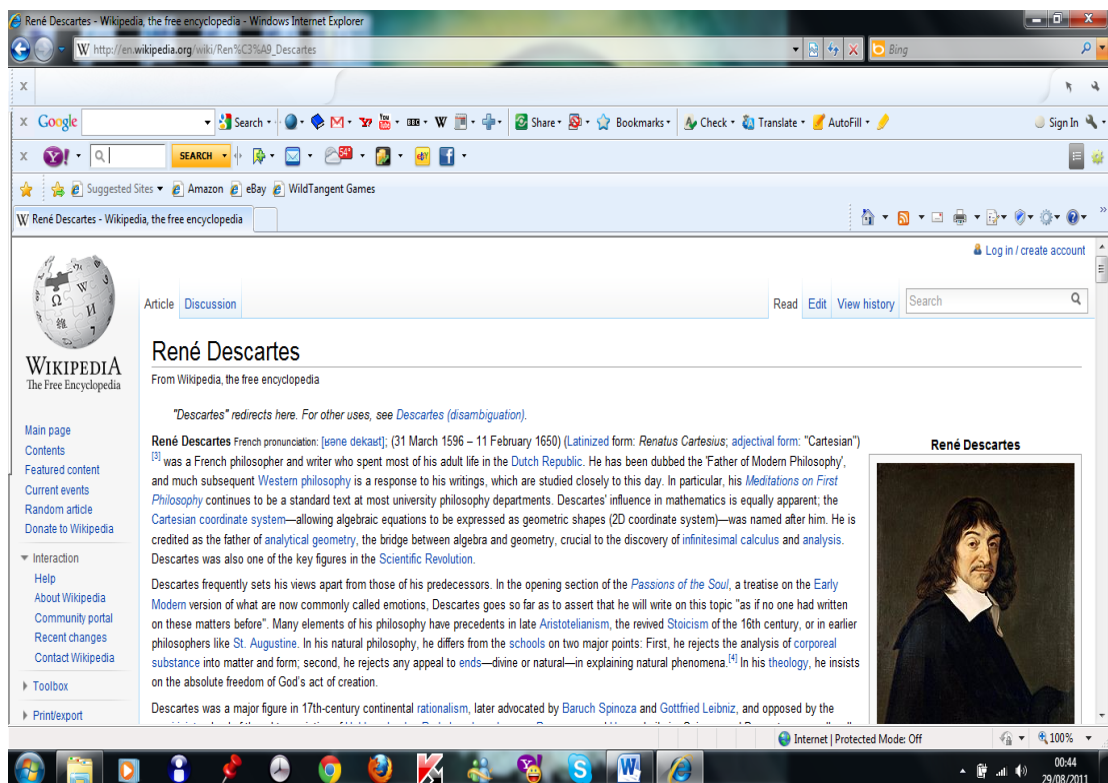 René Descartes - Wikipedia, the free encyclopedia - Windows Internet Explorer
W http://en.wikipedia.org/wiki/Ren%C3%A9_Descartes
Bing
x
x Google
Search
Share
Bookmarks
Check
Translate
AutoFill
Sign In
x
SEARCH
54°
Suggested Sites
Amazon
eBay
WildTangent Games
W René Descartes - Wikipedia, the free encyclopedia
Log in / create account
Article Discussion
Read Edit View history
Search
WIKIPEDIA
The Free Encyclopedia
Main page
Contents
Featured content
Current events
Random article
Donate to Wikipedia
Interaction
Help
About Wikipedia
Community portal
Recent changes
Contact Wikipedia
Toolbox
Print/export
René Descartes
From Wikipedia, the free encyclopedia
"Descartes" redirects here. For other uses, see Descartes (disambiguation).
René Descartes French pronunciation: [ʁəne dekaʁt]; (31 March 1596 – 11 February 1650) (Latinized form: Renatus Cartesius; adjectival form: "Cartesian")
[3] was a French philosopher and writer who spent most of his adult life in the Dutch Republic. He has been dubbed the 'Father of Modern Philosophy',
and much subsequent Western philosophy is a response to his writings, which are studied closely to this day. In particular, his Meditations on First
Philosophy continues to be a standard text at most university philosophy departments. Descartes' influence in mathematics is equally apparent; the
Cartesian coordinate system—allowing algebraic equations to be expressed as geometric shapes (2D coordinate system)—was named after him. He is
credited as the father of analytical geometry, the bridge between algebra and geometry, crucial to the discovery of infinitesimal calculus and analysis.
Descartes was also one of the key figures in the Scientific Revolution.
Descartes frequently sets his views apart from those of his predecessors. In the opening section of the Passions of the Soul, a treatise on the Early
Modern version of what are now commonly called emotions, Descartes goes so far as to assert that he will write on this topic "as if no one had written
on these matters before". Many elements of his philosophy have precedents in late Aristotelianism, the revived Stoicism of the 16th century, or in earlier
philosophers like St. Augustine. In his natural philosophy, he differs from the schools on two major points: First, he rejects the analysis of corporeal
substance into matter and form; second, he rejects any appeal to ends—divine or natural—in explaining natural phenomena.[4] In his theology, he insists
on the absolute freedom of God's act of creation.
Descartes was a major figure in 17th-century continental rationalism, later advocated by Baruch Spinoza and Gottfried Leibniz, and opposed by the
René Descartes
Internet | Protected Mode: Off
100%
00:44
29/08/2011